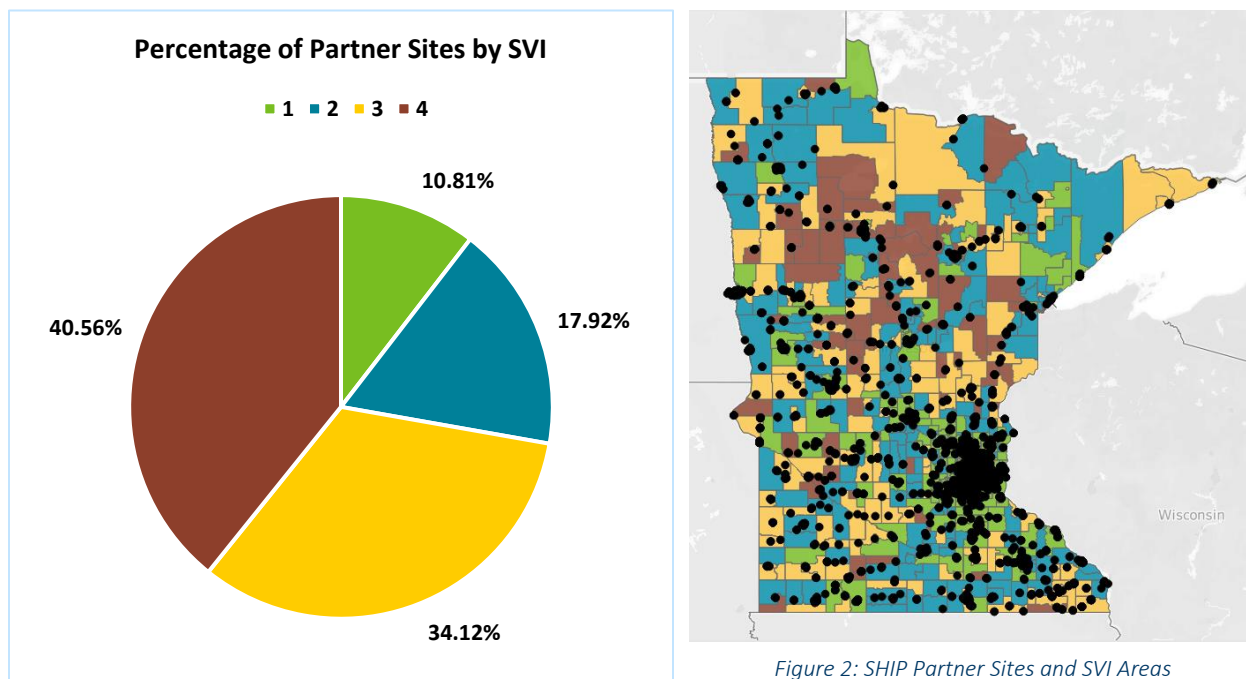 Percentage of Partner Sites by SVI
1 2 3 4
10.81%
17.92%
40.56%
34.12%
Wisconsin
Figure 2: SHIP Partner Sites and SVI Areas